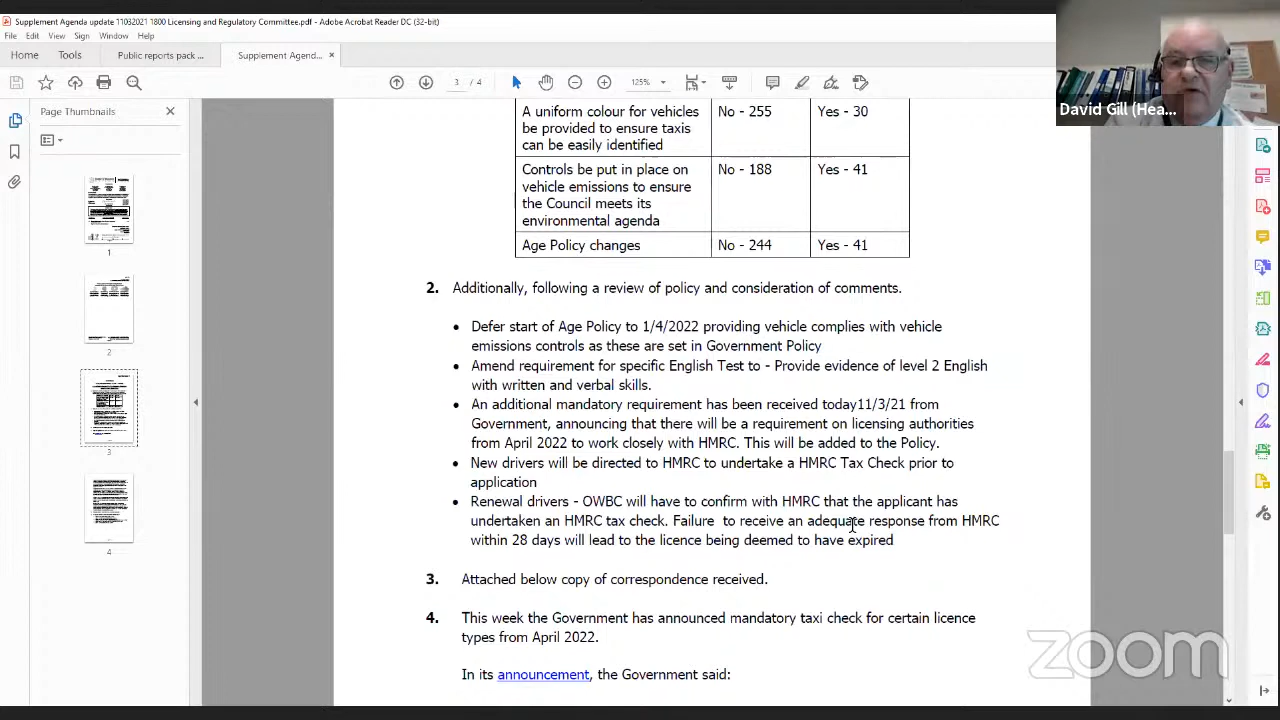 Supplement Agenda update 11032021 1800 Licensing and Regulatory Committee.pdf - Adobe Acrobat Reader DC (32-bit)
File Edit View Sign Window Help
Home Tools Public reports pack ... Supplement Agend... ×
3 / 4 125%
David Gill (Hea...
Page Thumbnails
1
2
3
4
A uniform colour for vehicles No - 255 Yes - 30
be provided to ensure taxis
can be easily identified
Controls be put in place on No - 188 Yes - 41
vehicle emissions to ensure
the Council meets its
environmental agenda
Age Policy changes No - 244 Yes - 41
2. Additionally, following a review of policy and consideration of comments.
• Defer start of Age Policy to 1/4/2022 providing vehicle complies with vehicle
emissions controls as these are set in Government Policy
• Amend requirement for specific English Test to - Provide evidence of level 2 English
with written and verbal skills.
• An additional mandatory requirement has been received today11/3/21 from
Government, announcing that there will be a requirement on licensing authorities
from April 2022 to work closely with HMRC. This will be added to the Policy.
• New drivers will be directed to HMRC to undertake a HMRC Tax Check prior to
application
• Renewal drivers - OWBC will have to confirm with HMRC that the applicant has
undertaken an HMRC tax check. Failure to receive an adequate response from HMRC
within 28 days will lead to the licence being deemed to have expired
3. Attached below copy of correspondence received.
4. This week the Government has announced mandatory taxi check for certain licence
types from April 2022.
In its announcement, the Government said:
zoom